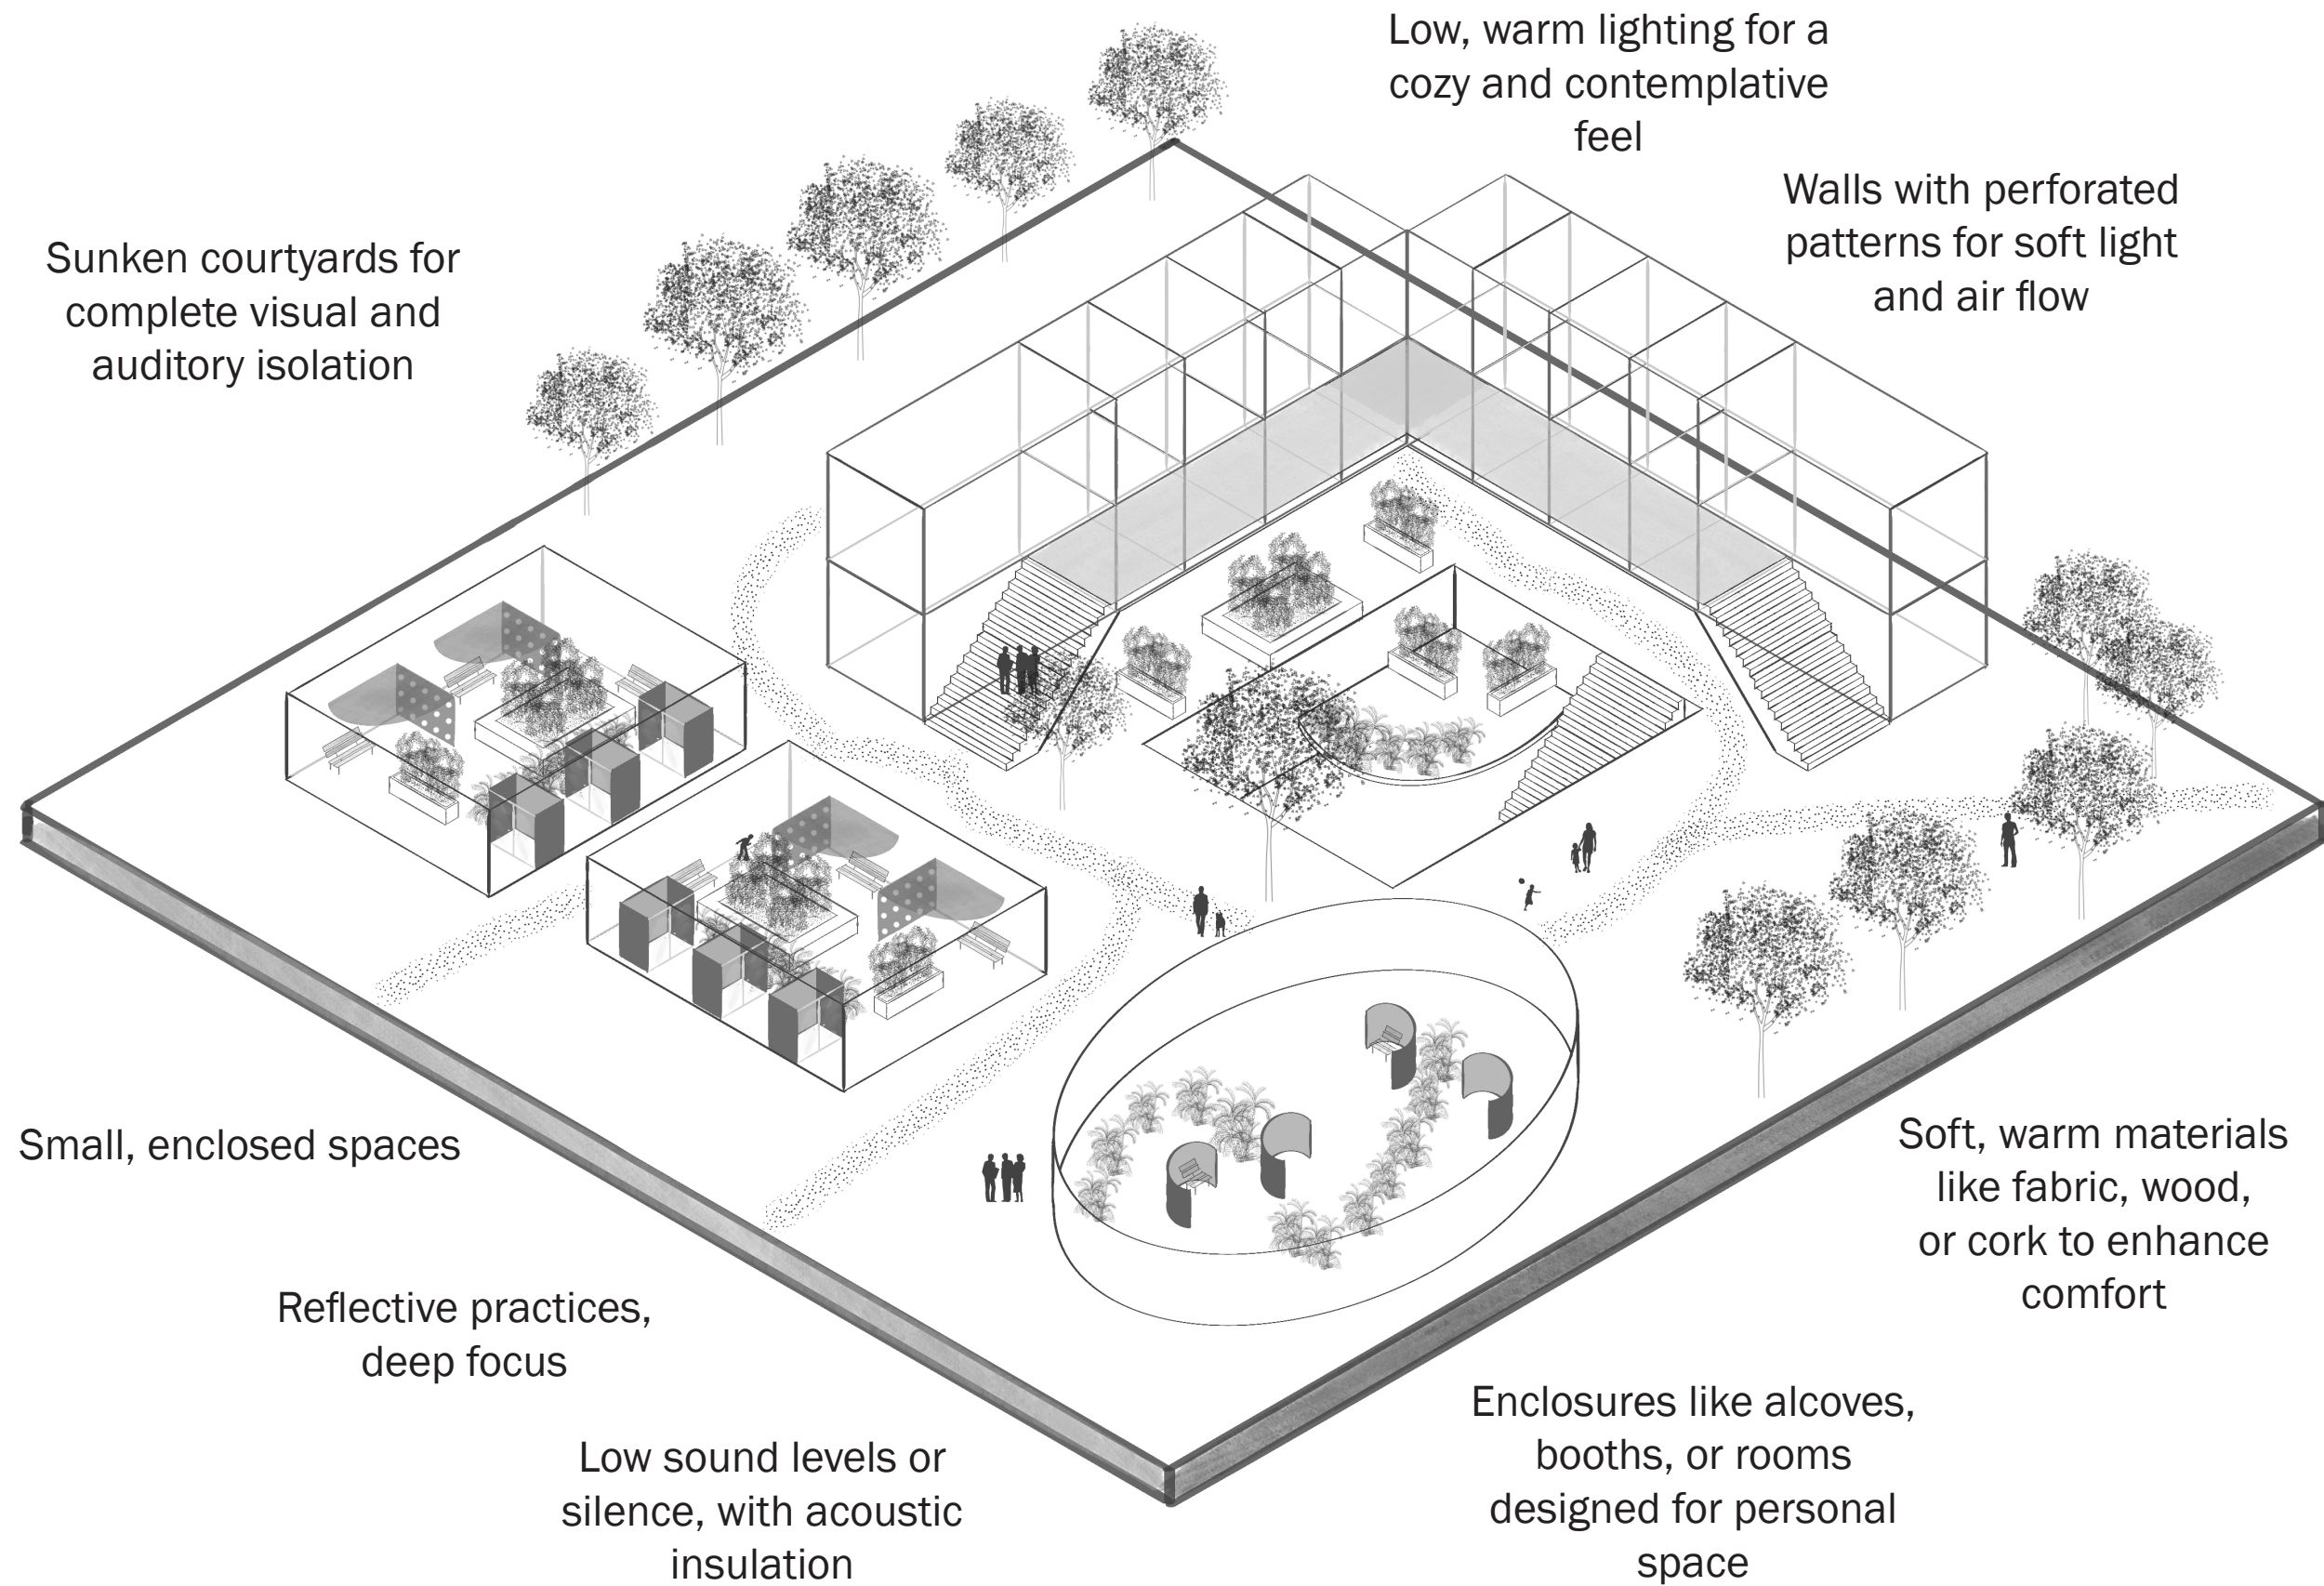 Low, warm lighting for a
cozy and contemplative
feel
Walls with perforated
patterns for soft light
and air flow
Sunken courtyards for
complete visual and
auditory isolation
Small, enclosed spaces
Soft, warm materials
like fabric, wood,
or cork to enhance
comfort
Reflective practices,
deep focus
Enclosures like alcoves,
booths, or rooms
designed for personal
space
Low sound levels or
silence, with acoustic
insulation